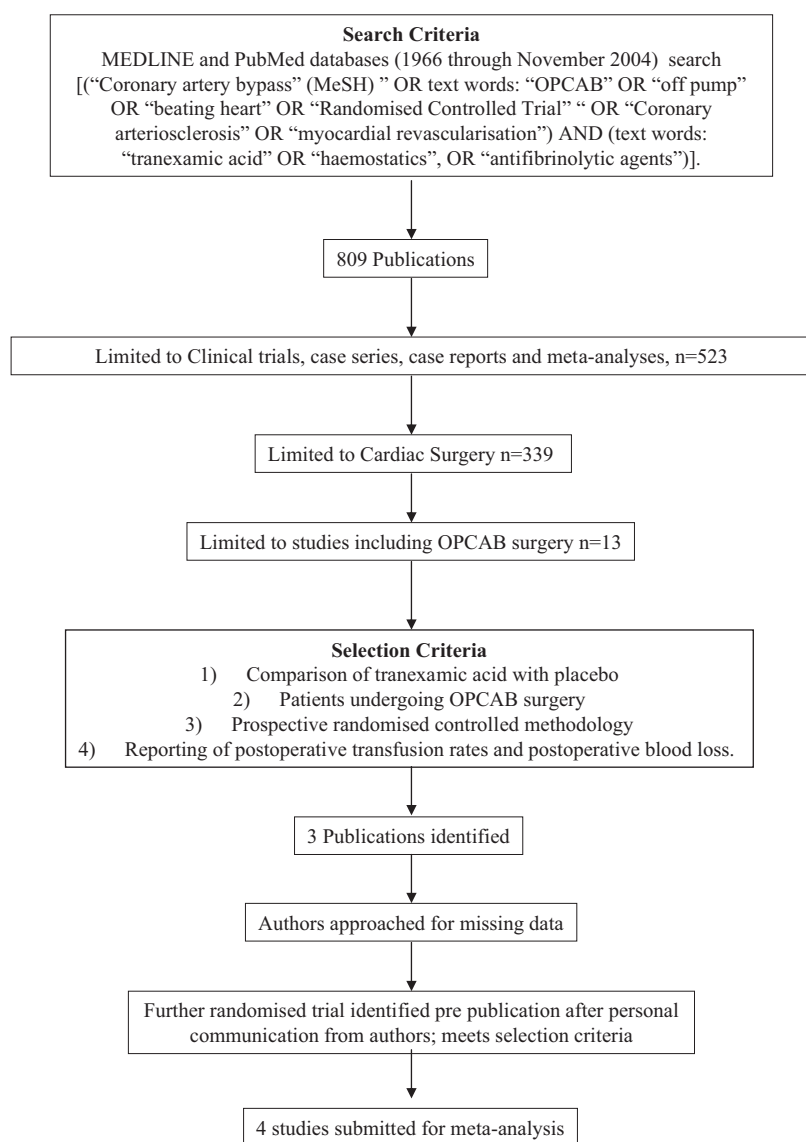 Search Criteria
MEDLINE and PubMed databases (1966 through November 2004) search
[(“Coronary artery bypass” (MeSH) ” OR text words: “OPCAB” OR “off pump”
OR “beating heart” OR “Randomised Controlled Trial” “ OR “Coronary
arteriosclerosis” OR “myocardial revascularisation”) AND (text words:
“tranexamic acid” OR “haemostatics”, OR “antifibrinolytic agents”)].
809 Publications
Limited to Clinical trials, case series, case reports and meta-analyses, n=523
Limited to Cardiac Surgery n=339
Limited to studies including OPCAB surgery n=13
Selection Criteria
1) Comparison of tranexamic acid with placebo
2) Patients undergoing OPCAB surgery
3) Prospective randomised controlled methodology
4) Reporting of postoperative transfusion rates and postoperative blood loss.
3 Publications identified
Authors approached for missing data
Further randomised trial identified pre publication after personal
communication from authors; meets selection criteria
4 studies submitted for meta-analysis